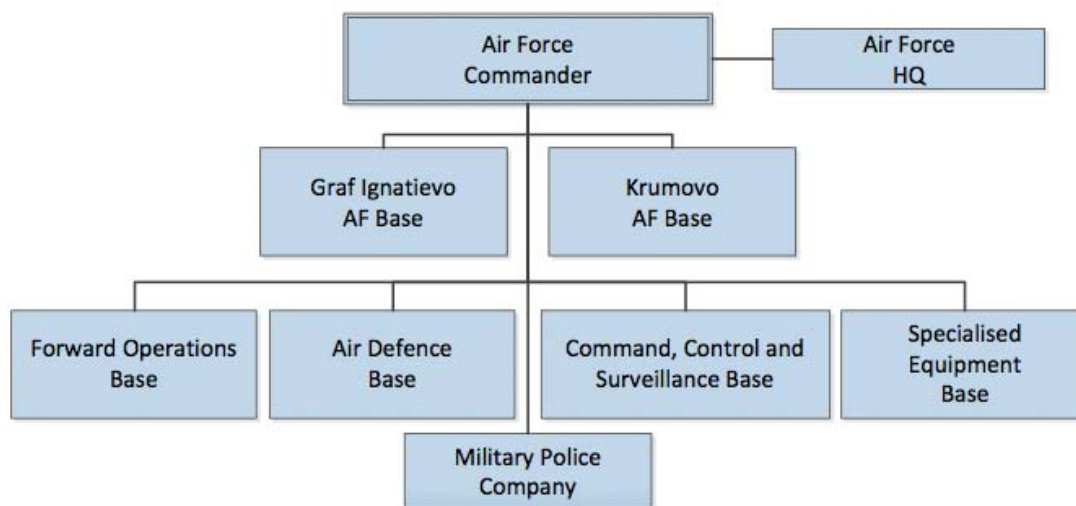 Air Force
Commander
Air Force
HQ
Graf Ignatievo
AF Base
Krumovo
AF Base
Forward Operations
Base
Air Defence
Base
Command, Control and
Surveillance Base
Specialised
Equipment
Base
Military Police
Company